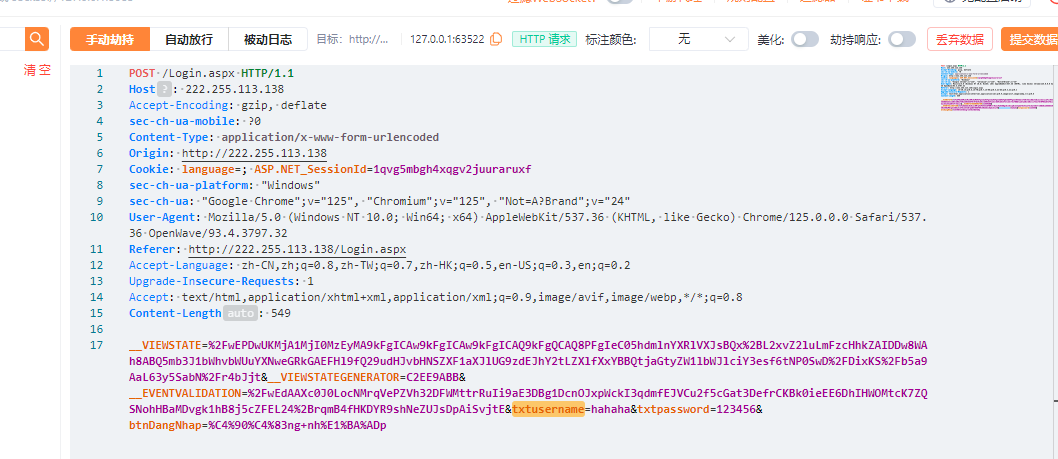 手动劫持 自动放行 被动日志 目标: http://... 127.0.0.1:63522 HTTP 请求 标注颜色: 无 美化: 劫持响应: 丢弃数据 提交数据
清空
1 POST /Login.aspx HTTP/1.1
2 Host ? : 222.255.113.138
3 Accept-Encoding: gzip, deflate
4 sec-ch-ua-mobile: ?0
5 Content-Type: application/x-www-form-urlencoded
6 Origin: http://222.255.113.138
7 Cookie: language=; ASP.NET_SessionId=1qvg5mbgh4xqgv2juuraruxf
8 sec-ch-ua-platform: "Windows"
9 sec-ch-ua: "Google Chrome";v="125", "Chromium";v="125", "Not=A?Brand";v="24"
10 User-Agent: Mozilla/5.0 (Windows NT 10.0; Win64; x64) AppleWebKit/537.36 (KHTML, like Gecko) Chrome/125.0.0.0 Safari/537.
36 OpenWave/93.4.3797.32
11 Referer: http://222.255.113.138/Login.aspx
12 Accept-Language: zh-CN,zh;q=0.8,zh-TW;q=0.7,zh-HK;q=0.5,en-US;q=0.3,en;q=0.2
13 Upgrade-Insecure-Requests: 1
14 Accept: text/html,application/xhtml+xml,application/xml;q=0.9,image/avif,image/webp,*/*;q=0.8
15 Content-Length auto : 549
16
17 __VIEWSTATE=%2FwEPDwUKMjA1MjI0MzEyMA9kFgICAw9kFgICAw9kFgICAQ9kFgQCAQ8PFgIeC05hdmlnYXRlVXJsBQx%2BL2xvZ2luLmFzcHhkZAIDDw8WA
h8ABQ5mb3J1bWhvbWUuYXNweGRkGAEFHl9fQ29udHJvbHNSZXF1aXJlUG9zdEJhY2tLZXlfXxYBBQtjaGtyZW1lbWJlciY3esf6tNP0SwD%2FDixKS%2Fb5a9
AaL63y5SabN%2Fr4bJjt&__VIEWSTATEGENERATOR=C2EE9ABB&
__EVENTVALIDATION=%2FwEdAAXc0J0LocNMrqVePZVh32DFWMttrRuIi9aE3DBg1DcnOJxpWckI3qdmfEJVCu2f5cGat3DefrCKBk0ieEE6DhIHWOMtcK7ZQ
SNohHBaMDvgk1hB8j5cZFEL24%2BrqmB4fHKDYR9shNeZUJsDpAiSvjtE&txtusername=hahaha&txtpassword=123456&
btnDangNhap=%C4%90%C4%83ng+nh%E1%BA%ADp